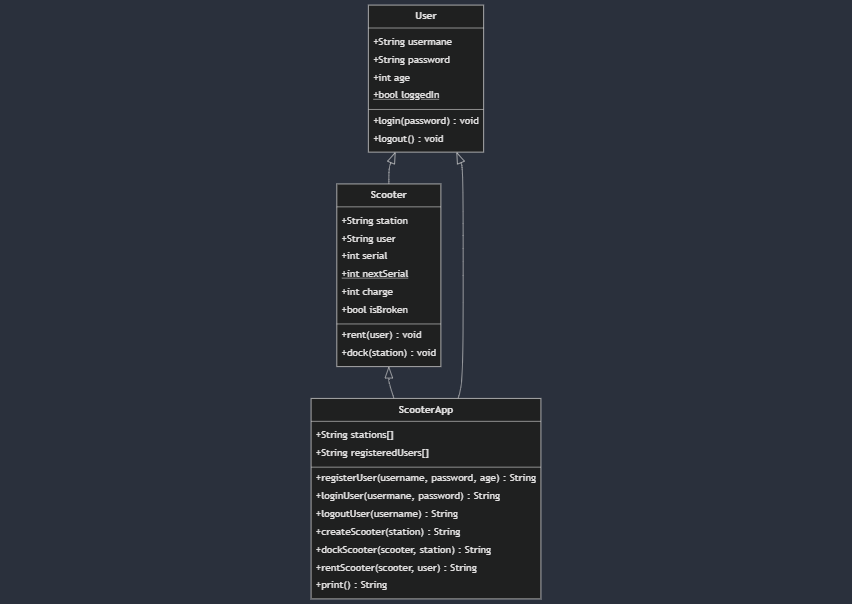 User
+String usermane
+String password
+int age
+bool loggedIn
+login(password) : void
+logout() : void
Scooter
+String station
+String user
+int serial
+int nextSerial
+int charge
+bool isBroken
+rent(user) : void
+dock(station) : void
ScooterApp
+String stations[]
+String registeredUsers[]
+registerUser(username, password, age) : String
+loginUser(usermane, password) : String
+logoutUser(username) : String
+createScooter(station) : String
+dockScooter(scooter, station) : String
+rentScooter(scooter, user) : String
+print() : String